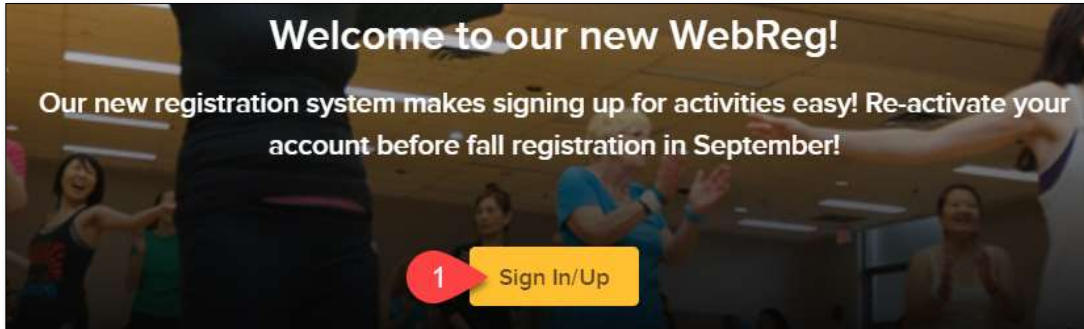 Welcome to our new WebReg!
Our new registration system makes signing up for activities easy! Re-activate your
account before fall registration in September!
1 Sign In/Up